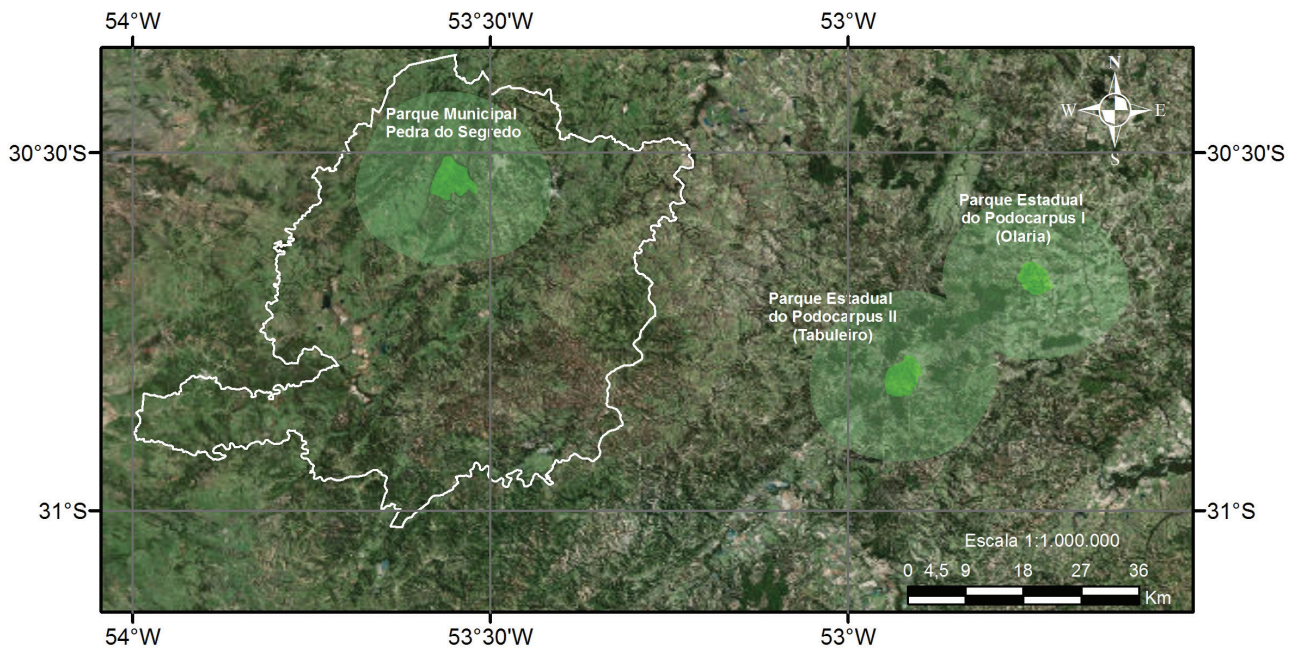 54°W 53°30'W 53°W
N
W E
S
Parque Municipal
Pedra do Segredo
30°30'S 30°30'S
Parque Estadual
do Podocarpus I
(Olaria)
Parque Estadual
do Podocarpus II
(Tabuleiro)
31°S 31°S
Escala 1:1.000.000
0 4,5 9 18 27 36
Km
54°W 53°30'W 53°W